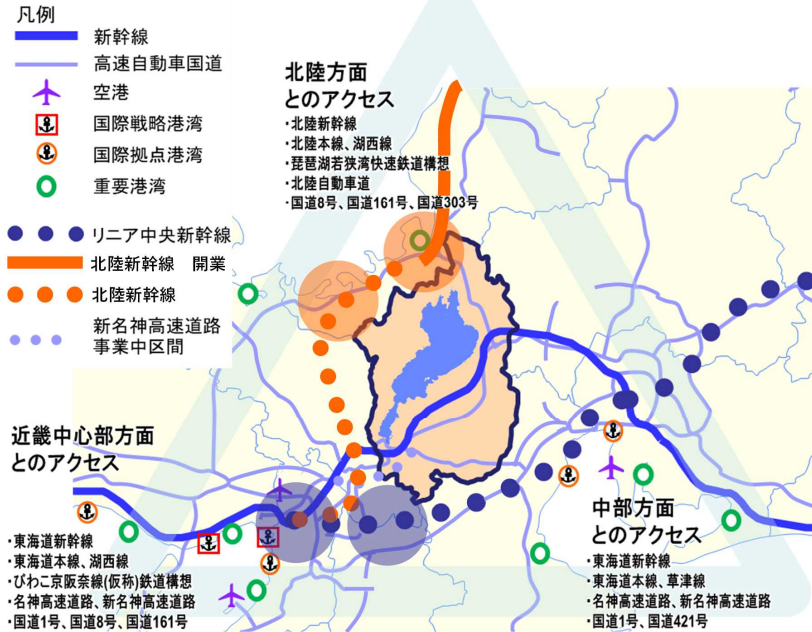 凡例
新幹線
高速自動車国道
空港
国際戦略港湾
国際拠点港湾
重要港湾
リニア中央新幹線
北陸新幹線　開業
北陸新幹線
新名神高速道路
事業中区間
北陸方面
とのアクセス
・北陸新幹線
・北陸本線、湖西線
・琵琶湖若狭湾快速鉄道構想
・北陸自動車道
・国道8号、国道161号、国道303号
近畿中心部方面
とのアクセス
・東海道新幹線
・東海道本線、湖西線
・びわこ京阪奈線(仮称)鉄道構想
・名神高速道路、新名神高速道路
・国道1号、国道8号、国道161号
中部方面
とのアクセス
・東海道新幹線
・東海道本線、草津線
・名神高速道路、新名神高速道路
・国道1号、国道421号